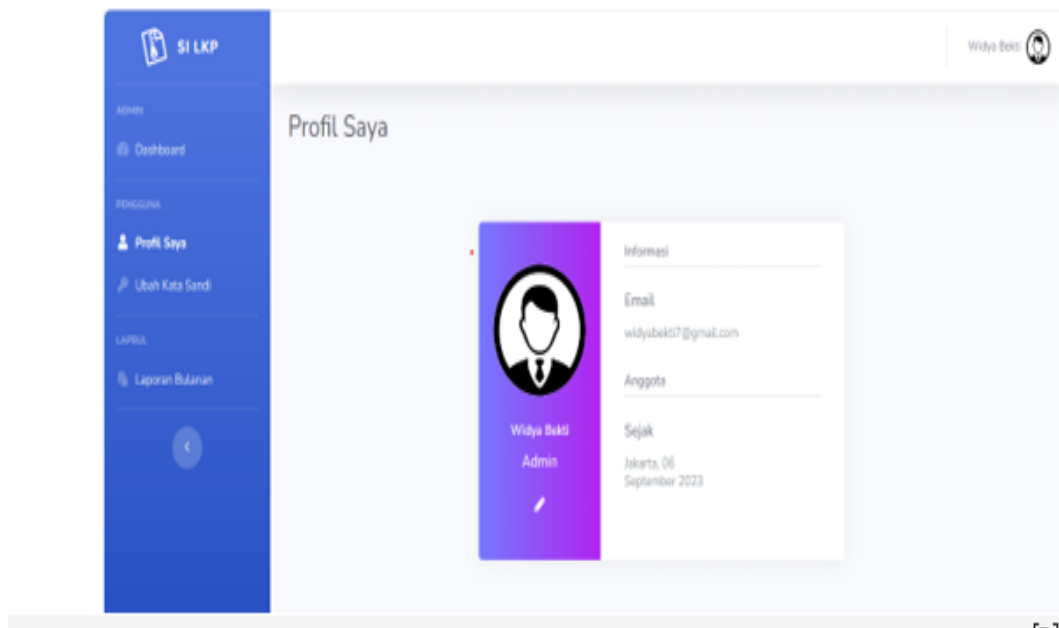 SI LKP
Widya Bekti
ADMIN
Dashboard
PENGGUNA
Profil Saya
Ubah Kata Sandi
LAPBUL
Laporan Bulanan
Profil Saya
Widya Bekti
Admin
Informasi
Email
widyabekti7@gmail.com
Anggota
Sejak
Jakarta, 06
September 2023